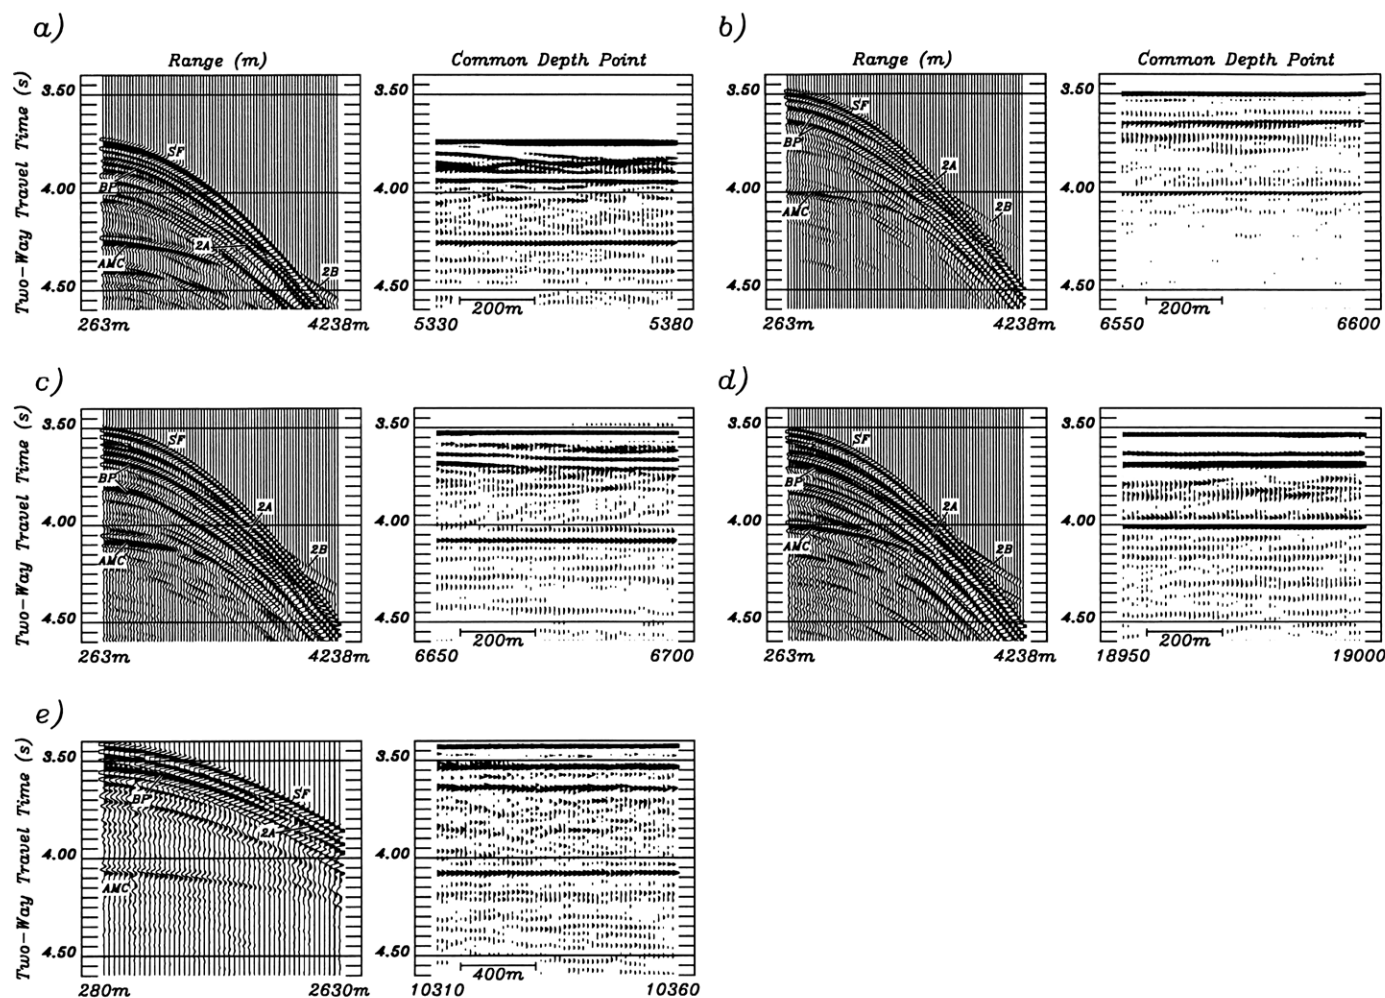 a)
Range (m)
Common Depth Point
Two-Way Travel Time (s)
3.50
4.00
4.50
SF
BP
2A
AMC
2B
263m
4238m
3.50
4.00
4.50
200m
5330
5380
b)
Range (m)
Common Depth Point
3.50
4.00
4.50
SF
BP
2A
AMC
2B
263m
4238m
3.50
4.00
4.50
200m
6550
6600
c)
Two-Way Travel Time (s)
3.50
4.00
4.50
SF
BP
2A
AMC
2B
263m
4238m
3.50
4.00
4.50
200m
6650
6700
d)
3.50
4.00
4.50
SF
BP
2A
AMC
2B
263m
4238m
3.50
4.00
4.50
200m
18950
19000
e)
Two-Way Travel Time (s)
3.50
4.00
4.50
SF
BP
2A
AMC
280m
2630m
3.50
4.00
4.50
400m
10310
10360